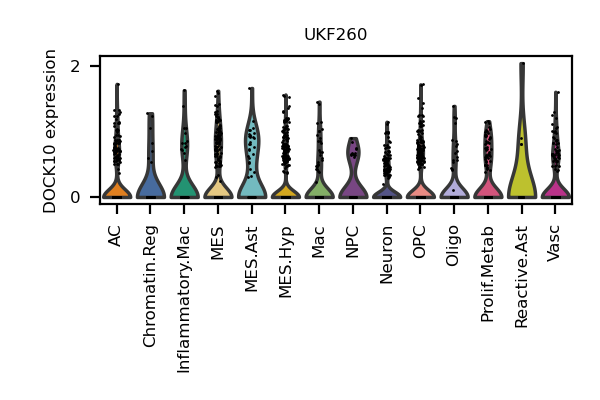 UKF260
DOCK10 expression
2
0
AC
Chromatin.Reg
Inflammatory.Mac
MES
MES.Ast
MES.Hyp
Mac
NPC
Neuron
OPC
Oligo
Prolif.Metab
Reactive.Ast
Vasc